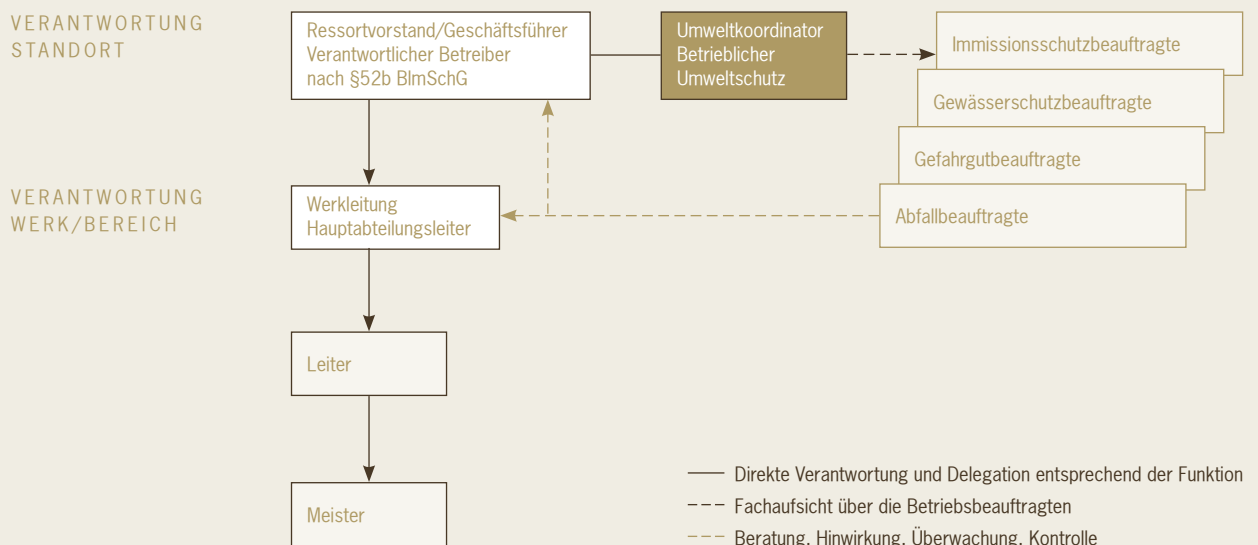 VERANTWORTUNG
STANDORT
Ressortvorstand/Geschäftsführer
Verantwortlicher Betreiber
nach §52b BImSchG
Umweltkoordinator
Betrieblicher
Umweltschutz
Immissionsschutzbeauftragte
Gewässerschutzbeauftragte
Gefahrgutbeauftragte
Abfallbeauftragte
VERANTWORTUNG
WERK/BEREICH
Werkleitung
Hauptabteilungsleiter
Leiter
Meister
Direkte Verantwortung und Delegation entsprechend der Funktion
Fachaufsicht über die Betriebsbeauftragten
Beratung, Hinwirkung, Überwachung, Kontrolle